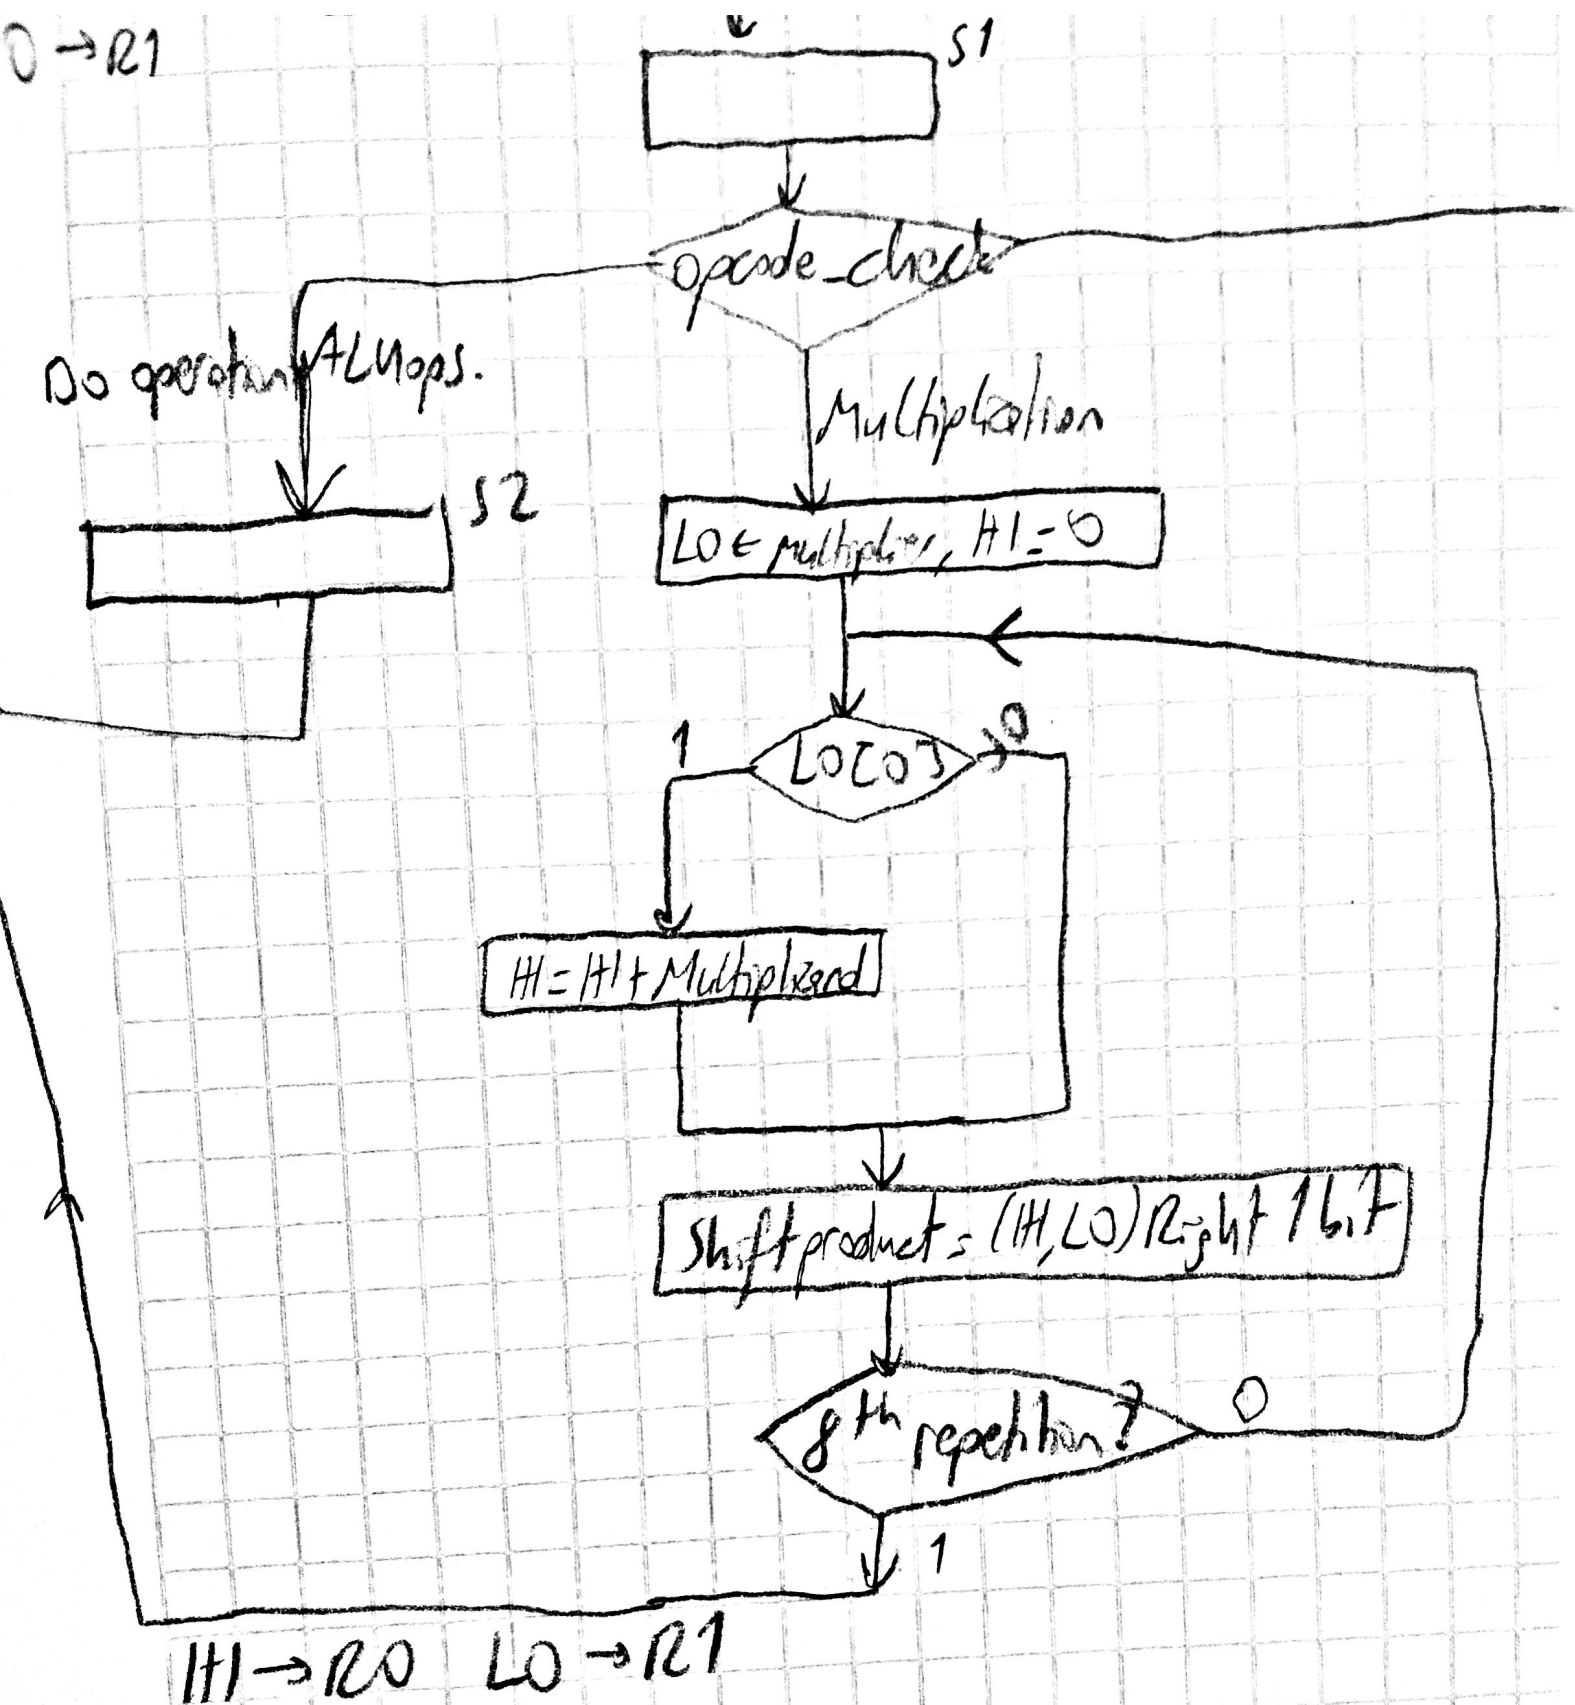 O →R1
S1
opcode_check
Do operation ALUops.
Multiplication
S2
LO ← multiplier, HI = 0
1
LO[0]
0
HI = HI + Multiplicand
Shift product = (HI, LO) Right 1 bit
8th repetition?
0
1
HI → R0 LO → R1